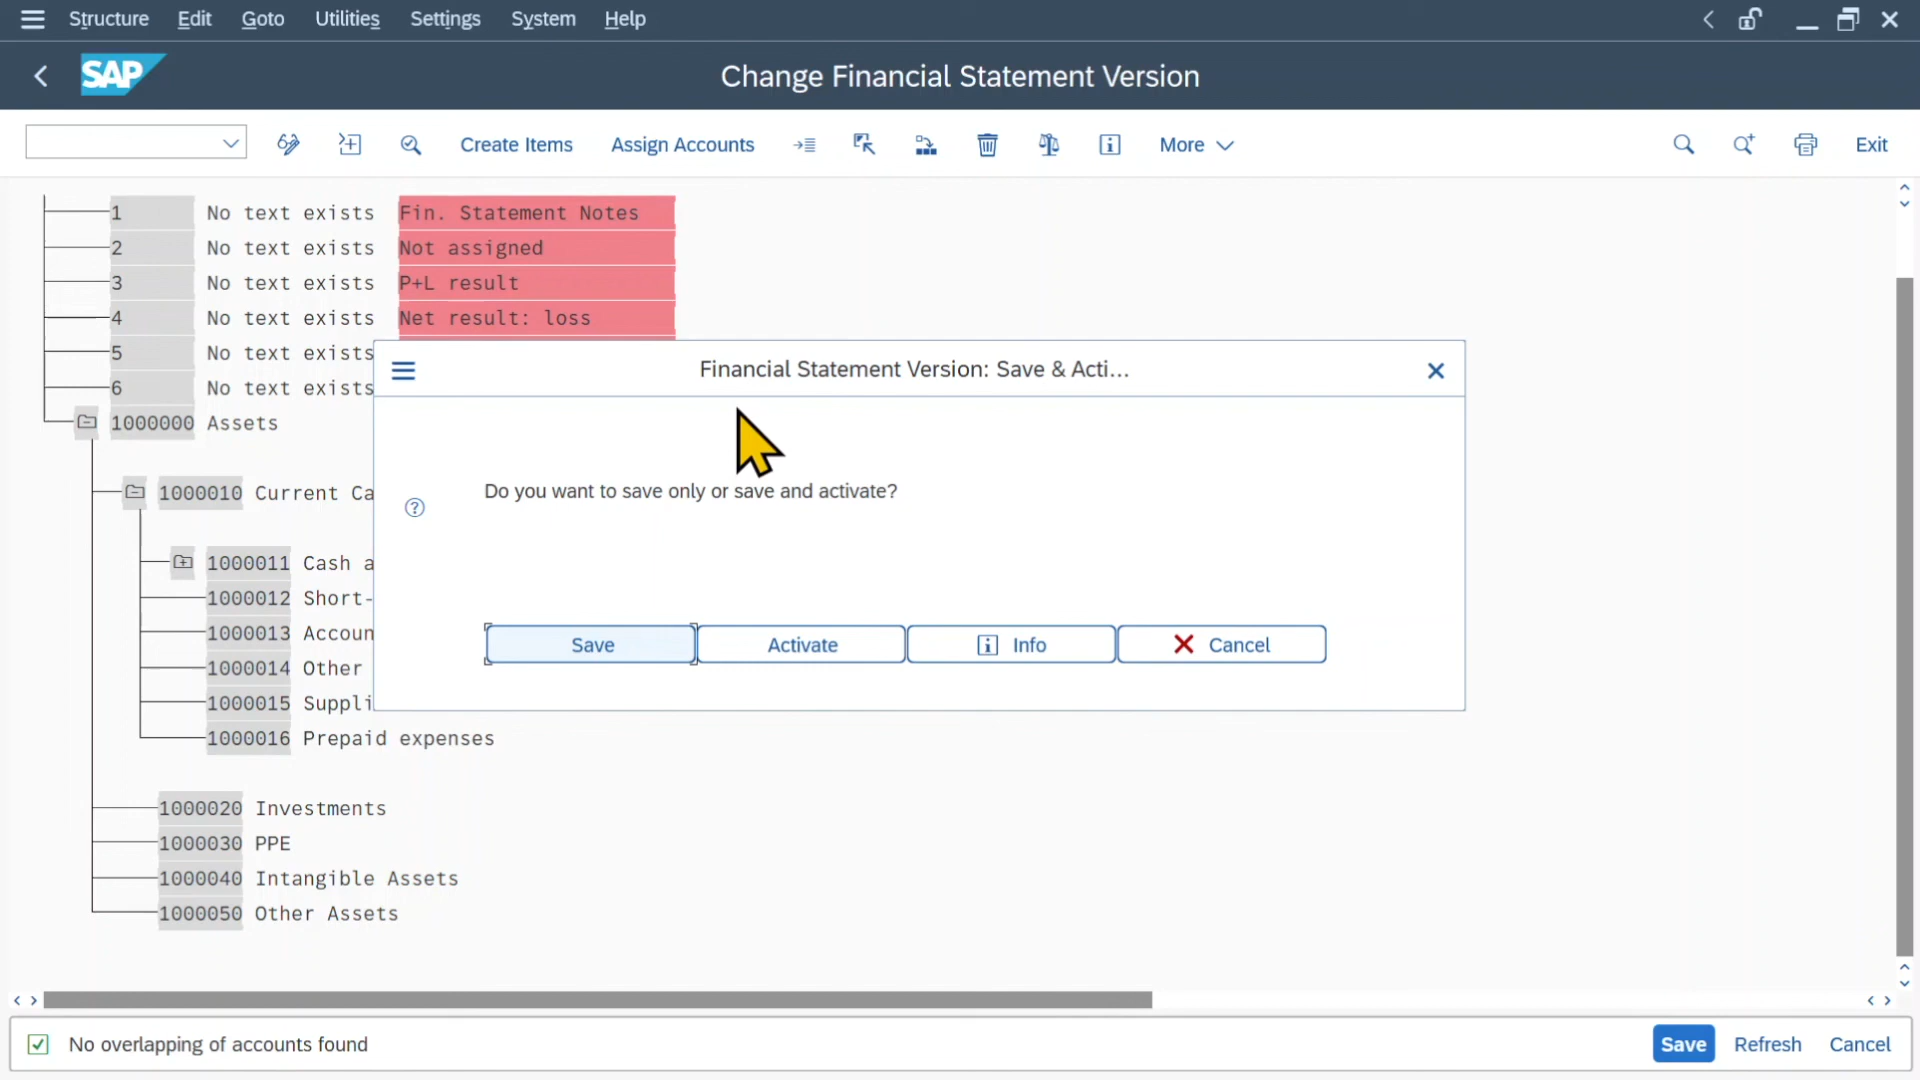 Structure Edit Goto Utilities Settings System Help
SAP Change Financial Statement Version
Create Items Assign Accounts More Exit
1 No text exists Fin. Statement Notes
2 No text exists Not assigned
3 No text exists P+L result
4 No text exists Net result: loss
5 No text exists
6 No text exists
Financial Statement Version: Save & Acti...
1000000 Assets
Do you want to save only or save and activate?
1000010 Current Ca
1000011 Cash a
1000012 Short-
1000013 Accoun
Save Activate Info Cancel
1000014 Other
1000015 Suppli
1000016 Prepaid expenses
1000020 Investments
1000030 PPE
1000040 Intangible Assets
1000050 Other Assets
No overlapping of accounts found Save Refresh Cancel